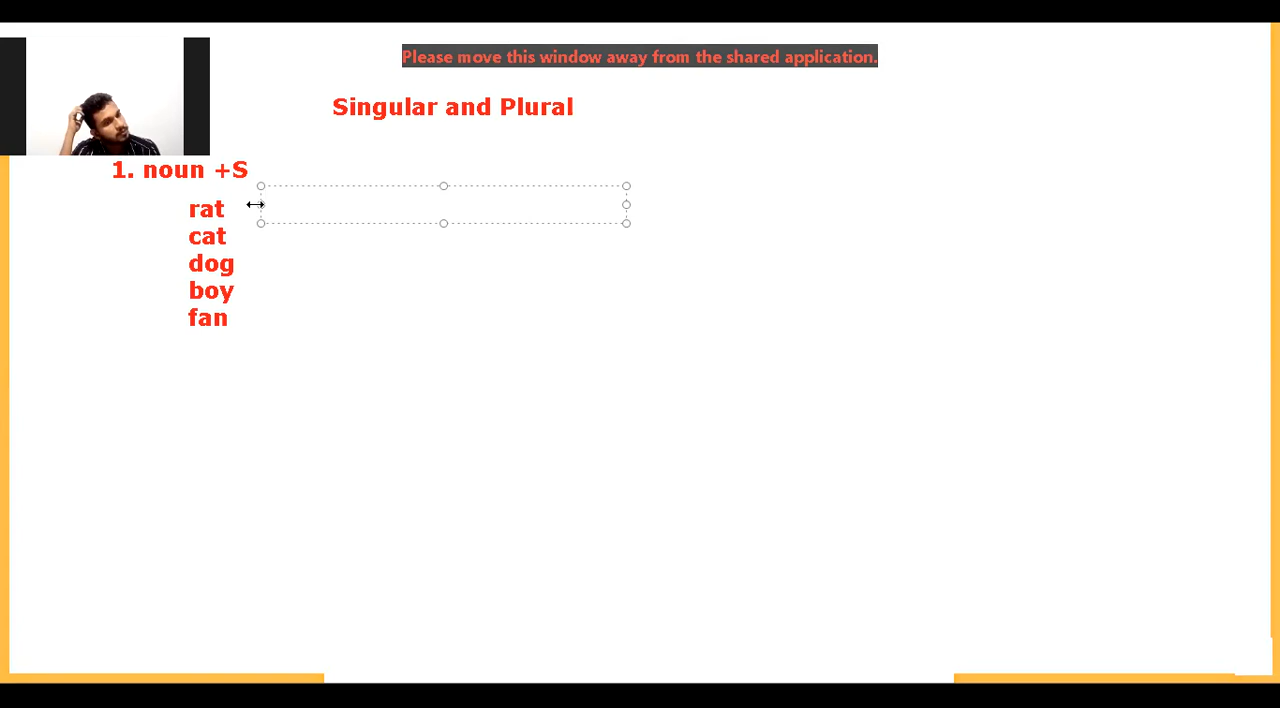 Please move this window away from the shared application.
Singular and Plural
1. noun +S
rat
cat
dog
boy
fan